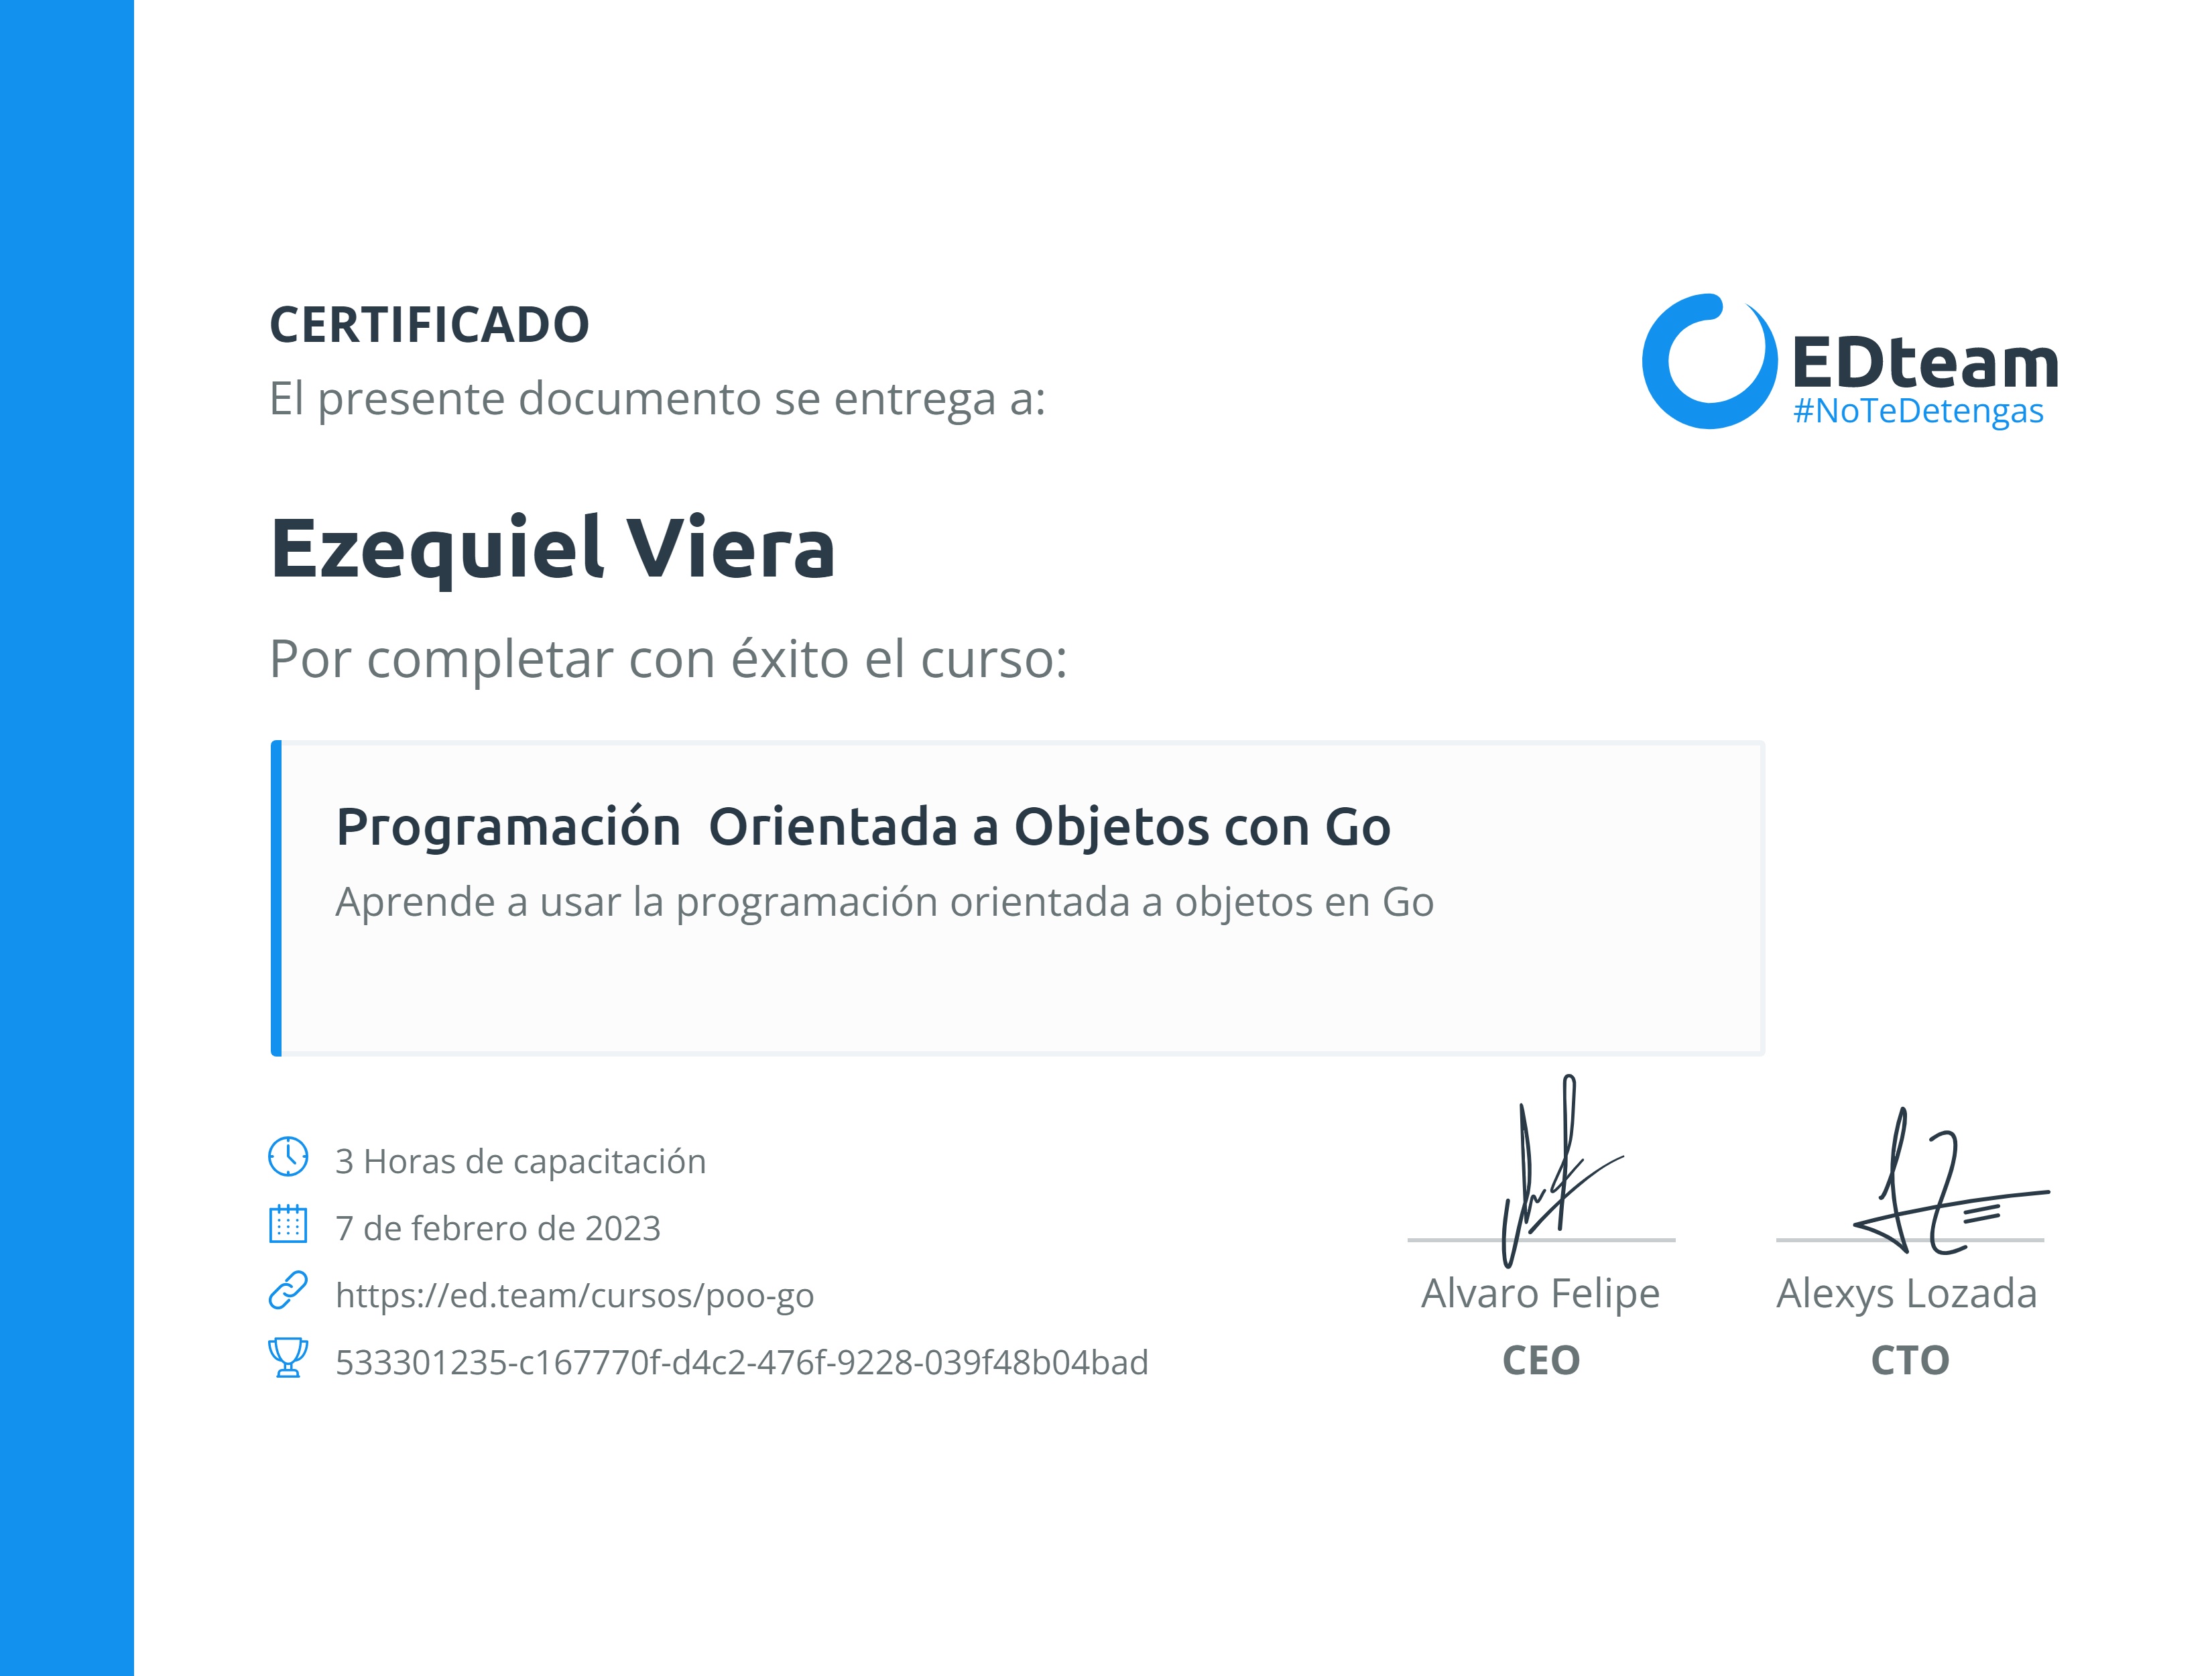 CERTIFICADO
El presente documento se entrega a:
EDteam
#NoTeDetengas
Ezequiel Viera
Por completar con éxito el curso:
Programación  Orientada a Objetos con Go
Aprende a usar la programación orientada a objetos en Go
3 Horas de capacitación
7 de febrero de 2023
https://ed.team/cursos/poo-go
533301235-c167770f-d4c2-476f-9228-039f48b04bad
Alvaro Felipe
CEO
Alexys Lozada
CTO